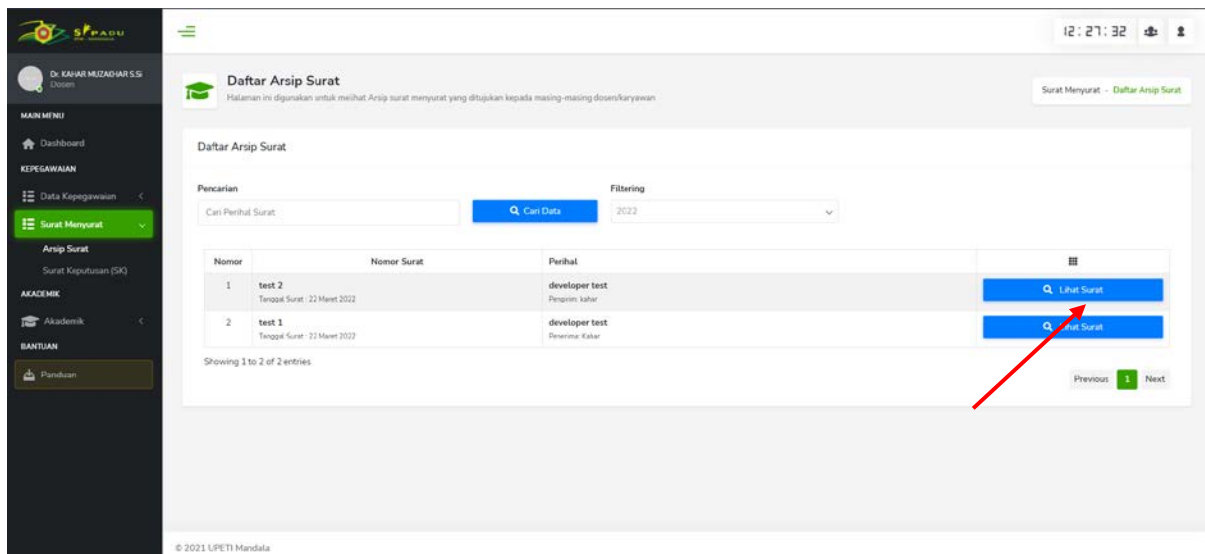 SIPADU
12:27:32
Dr. KAHAR MUZAKHAR S.Si
Dosen
MAIN MENU
Dashboard
KEPEGAWAIAN
Data Kepegawaian
Surat Menyurat
Arsip Surat
Surat Keputusan (SK)
AKADEMIK
Akademik
BANTUAN
Panduan
Daftar Arsip Surat
Halaman ini digunakan untuk melihat Arsip surat menyurat yang ditujukan kepada masing-masing dosen/karyawan
Surat Menyurat - Daftar Arsip Surat
Daftar Arsip Surat
Pencarian Filtering
Cari Perihal Surat Cari Data 2022
Nomor Nomor Surat Perihal
1 test 2 developer test Lihat Surat
Tanggal Surat : 22 Maret 2022 Pengirim: kahar
2 test 1 developer test Lihat Surat
Tanggal Surat : 22 Maret 2022 Penerima: Kahar
Showing 1 to 2 of 2 entries
Previous 1 Next
© 2021 UPETI Mandala